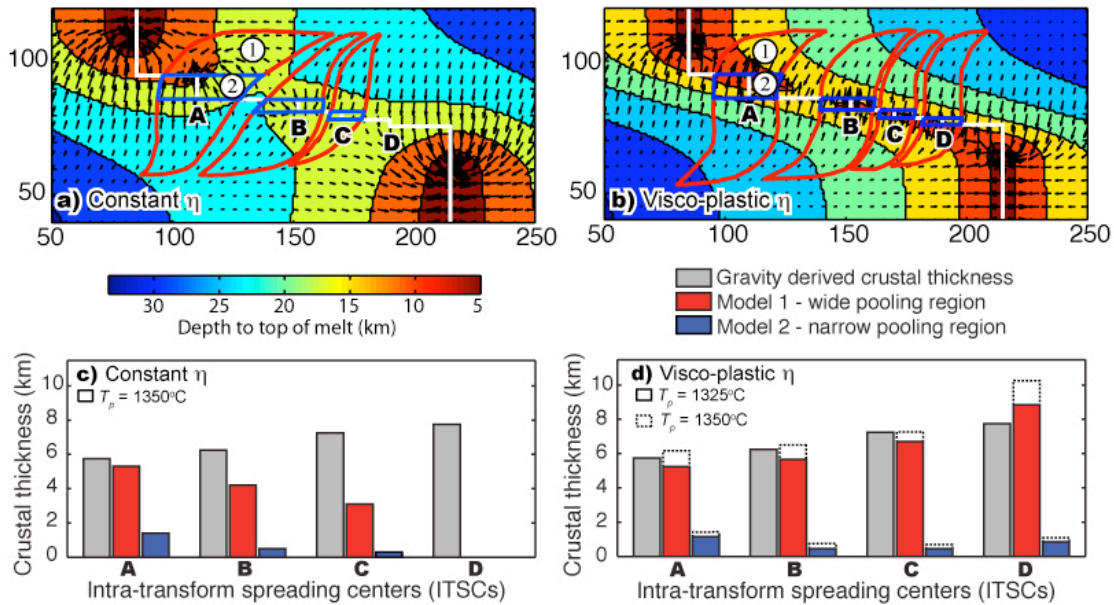 100
50
1
2
A
B
C
D
a) Constant η
50 100 150 200 250
100
50
1
2
A
B
C
D
b) Visco-plastic η
50 100 150 200 250
30 25 20 15 10 5
Depth to top of melt (km)
Gravity derived crustal thickness
Model 1 - wide pooling region
Model 2 - narrow pooling region
Crustal thickness (km)
10
8
6
4
2
0
c) Constant η
Tp = 1350°C
A B C D
Intra-transform spreading centers (ITSCs)
Crustal thickness (km)
10
8
6
4
2
0
d) Visco-plastic η
Tp = 1325°C
Tp = 1350°C
A B C D
Intra-transform spreading centers (ITSCs)